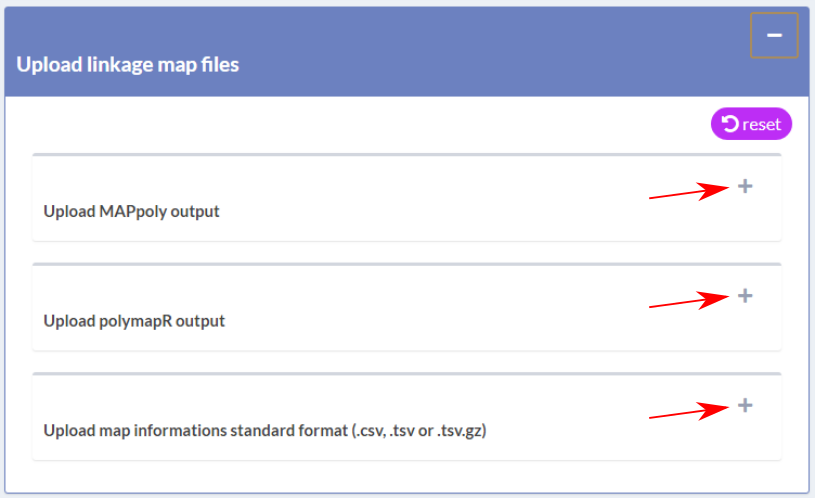 Upload linkage map files
reset
Upload MAPpoly output
Upload polymapR output
Upload map informations standard format (.csv, .tsv or .tsv.gz)